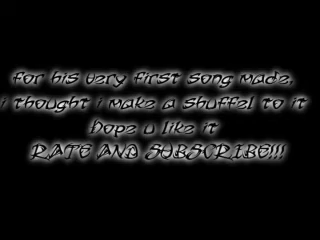 for his very first song made.
i thought i make a shuffel to it
hope u like it
RATE AND SUBSCRIBE!!!